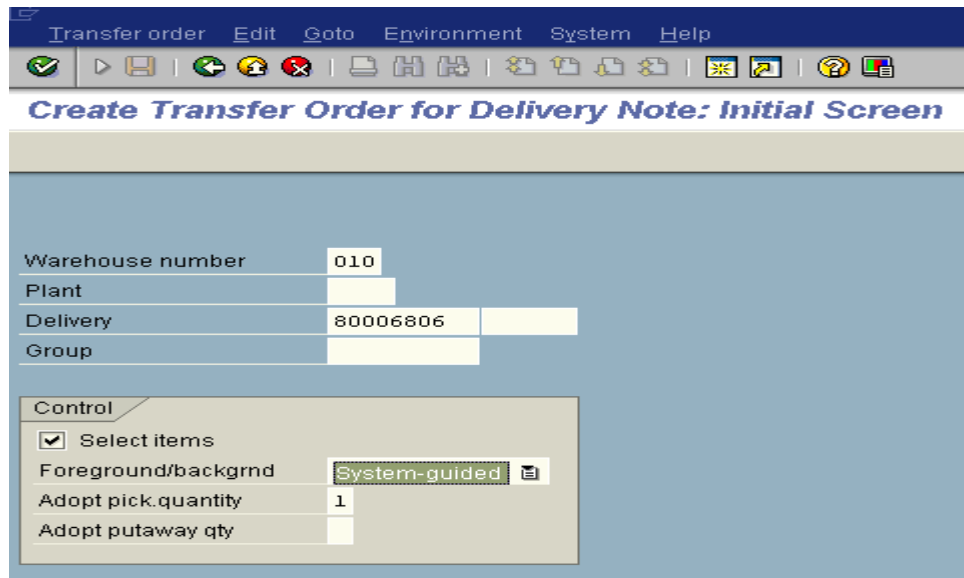 Transfer order Edit Goto Environment System Help
Create Transfer Order for Delivery Note: Initial Screen
Warehouse number 010
Plant
Delivery 80006806
Group
Control
Select items
Foreground/backgrnd System-guided
Adopt pick.quantity 1
Adopt putaway qty